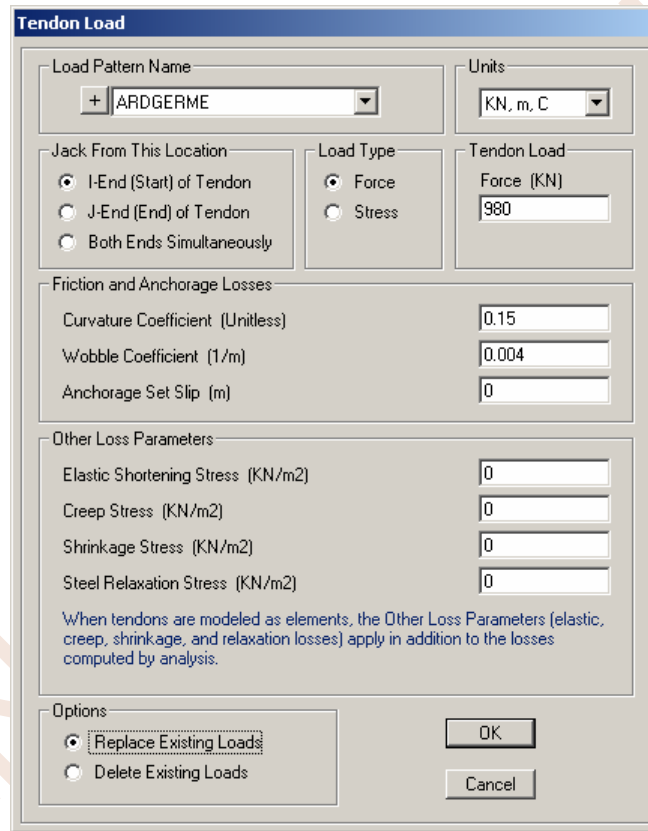 Tendon Load
Load Pattern Name
+ ARDGERME
Units
KN, m, C
Jack From This Location
I-End (Start) of Tendon
J-End (End) of Tendon
Both Ends Simultaneously
Load Type
Force
Stress
Tendon Load
Force (KN)
980
Friction and Anchorage Losses
Curvature Coefficient (Unitless) 0.15
Wobble Coefficient (1/m) 0.004
Anchorage Set Slip (m) 0
Other Loss Parameters
Elastic Shortening Stress (KN/m2) 0
Creep Stress (KN/m2) 0
Shrinkage Stress (KN/m2) 0
Steel Relaxation Stress (KN/m2) 0
When tendons are modeled as elements, the Other Loss Parameters (elastic,
creep, shrinkage, and relaxation losses) apply in addition to the losses
computed by analysis.
Options
Replace Existing Loads
Delete Existing Loads
OK
Cancel